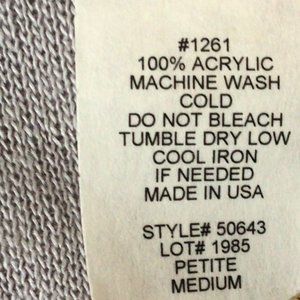 #1261
100% ACRYLIC
MACHINE WASH
COLD
DO NOT BLEACH
TUMBLE DRY LOW
COOL IRON
IF NEEDED
MADE IN USA
STYLE# 50643
LOT# 1985
PETITE
MEDIUM